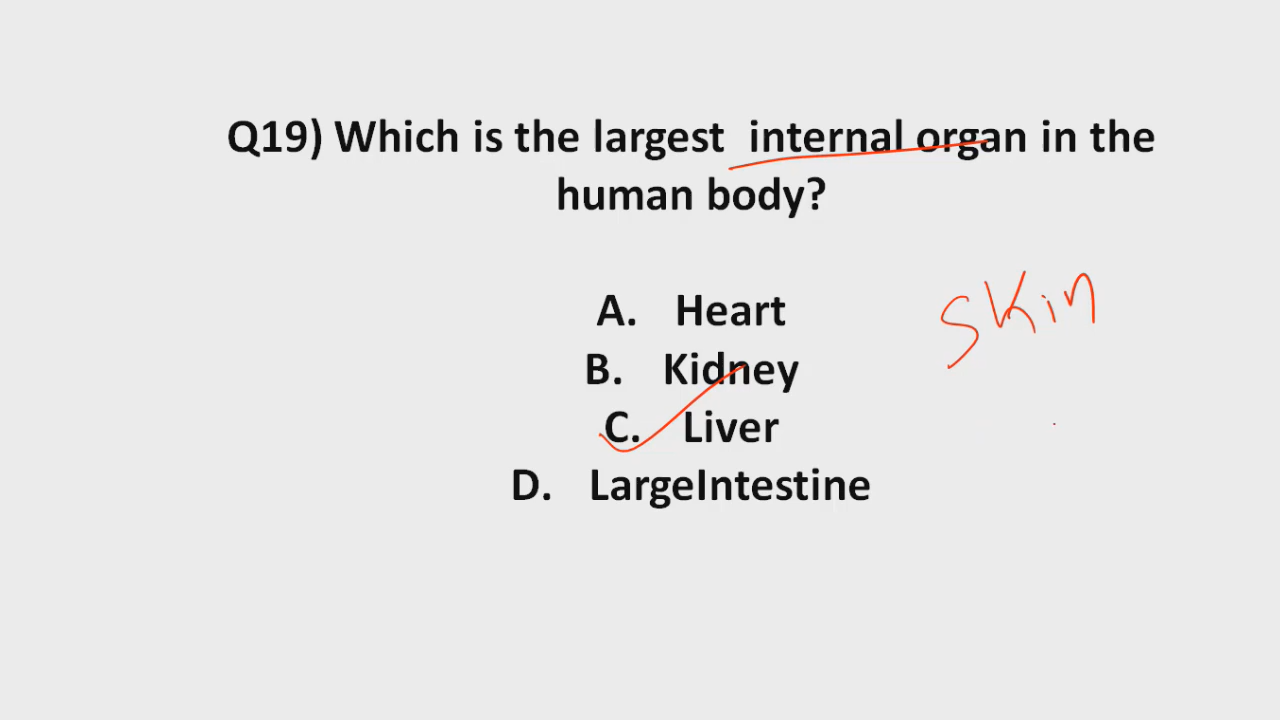 Q19) Which is the largest internal organ in the
human body?
A. Heart
B. Kidney
C. Liver
D. LargeIntestine
Skin